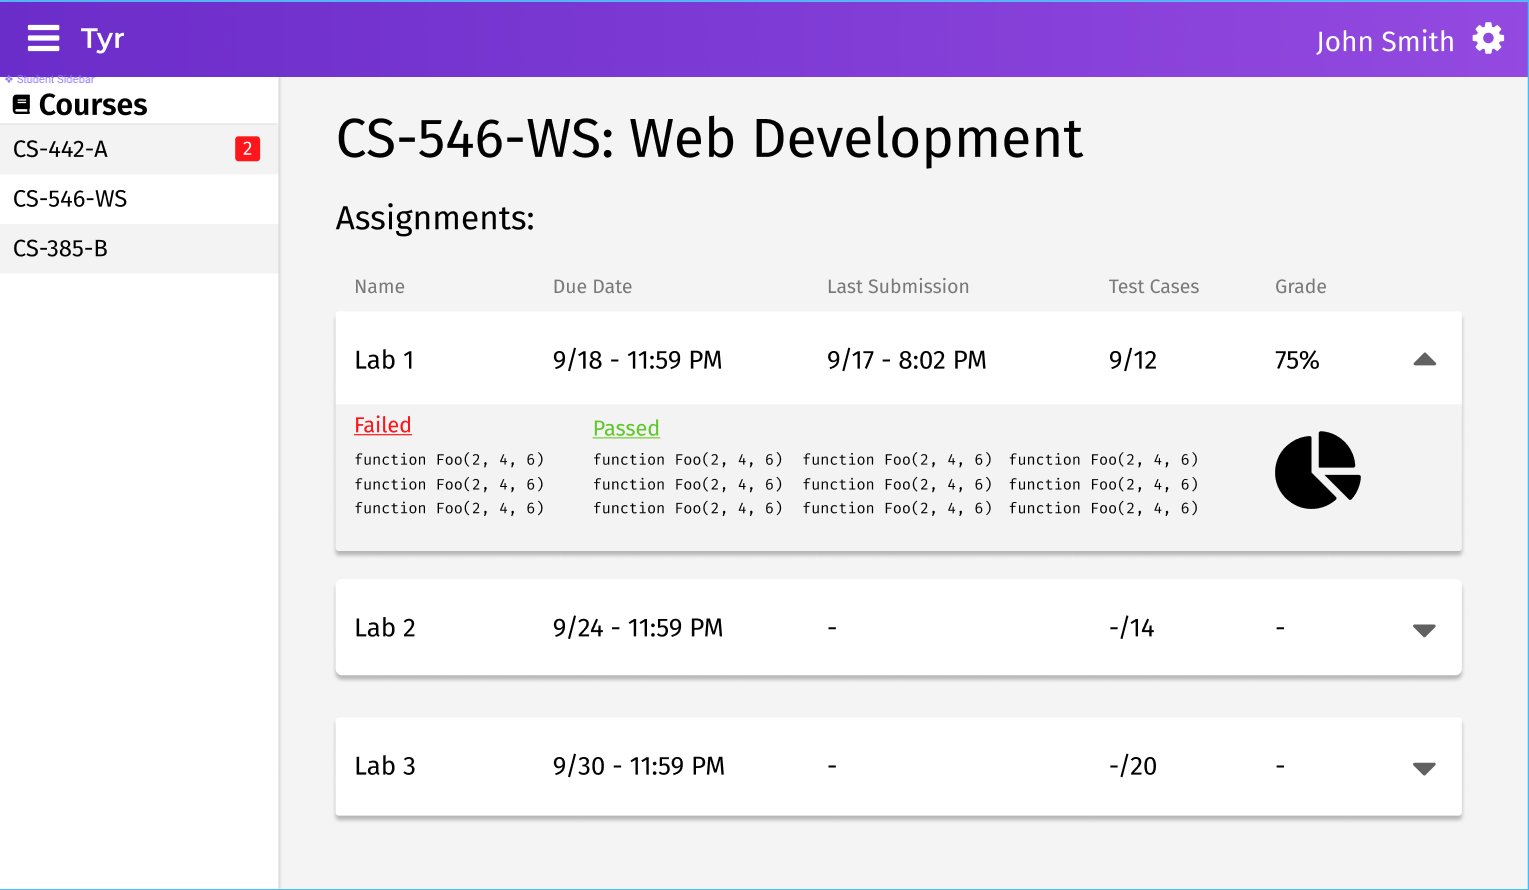 Tyr
John Smith
Student Sidebar
Courses
CS-442-A 2
CS-546-WS
CS-385-B
CS-546-WS: Web Development
Assignments:
Name Due Date Last Submission Test Cases Grade
Lab 1 9/18 - 11:59 PM 9/17 - 8:02 PM 9/12 75%
Failed Passed
function Foo(2, 4, 6) function Foo(2, 4, 6) function Foo(2, 4, 6) function Foo(2, 4, 6)
function Foo(2, 4, 6) function Foo(2, 4, 6) function Foo(2, 4, 6) function Foo(2, 4, 6)
function Foo(2, 4, 6) function Foo(2, 4, 6) function Foo(2, 4, 6) function Foo(2, 4, 6)
Lab 2 9/24 - 11:59 PM - -/14 -
Lab 3 9/30 - 11:59 PM - -/20 -